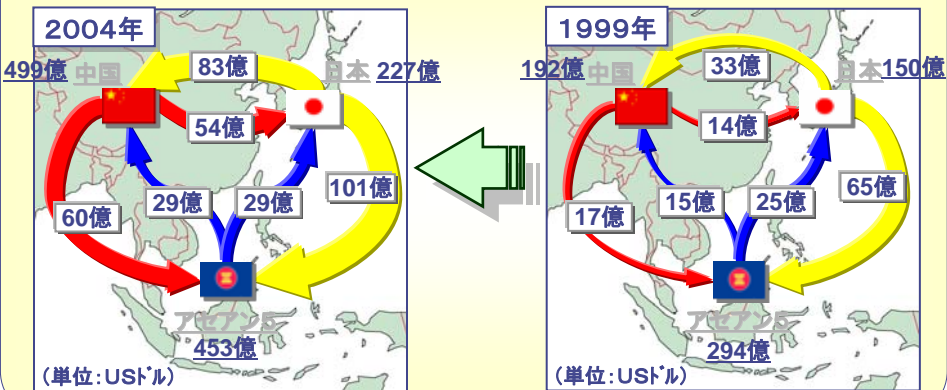 2004年
499億 中国
83億
日本 227億
54億
29億
29億
101億
60億
アセアン5
453億
（単位：USﾄﾞﾙ）
1999年
192億 中国
33億
日本 150億
14億
15億
25億
65億
17億
アセアン5
294億
（単位：USﾄﾞﾙ）